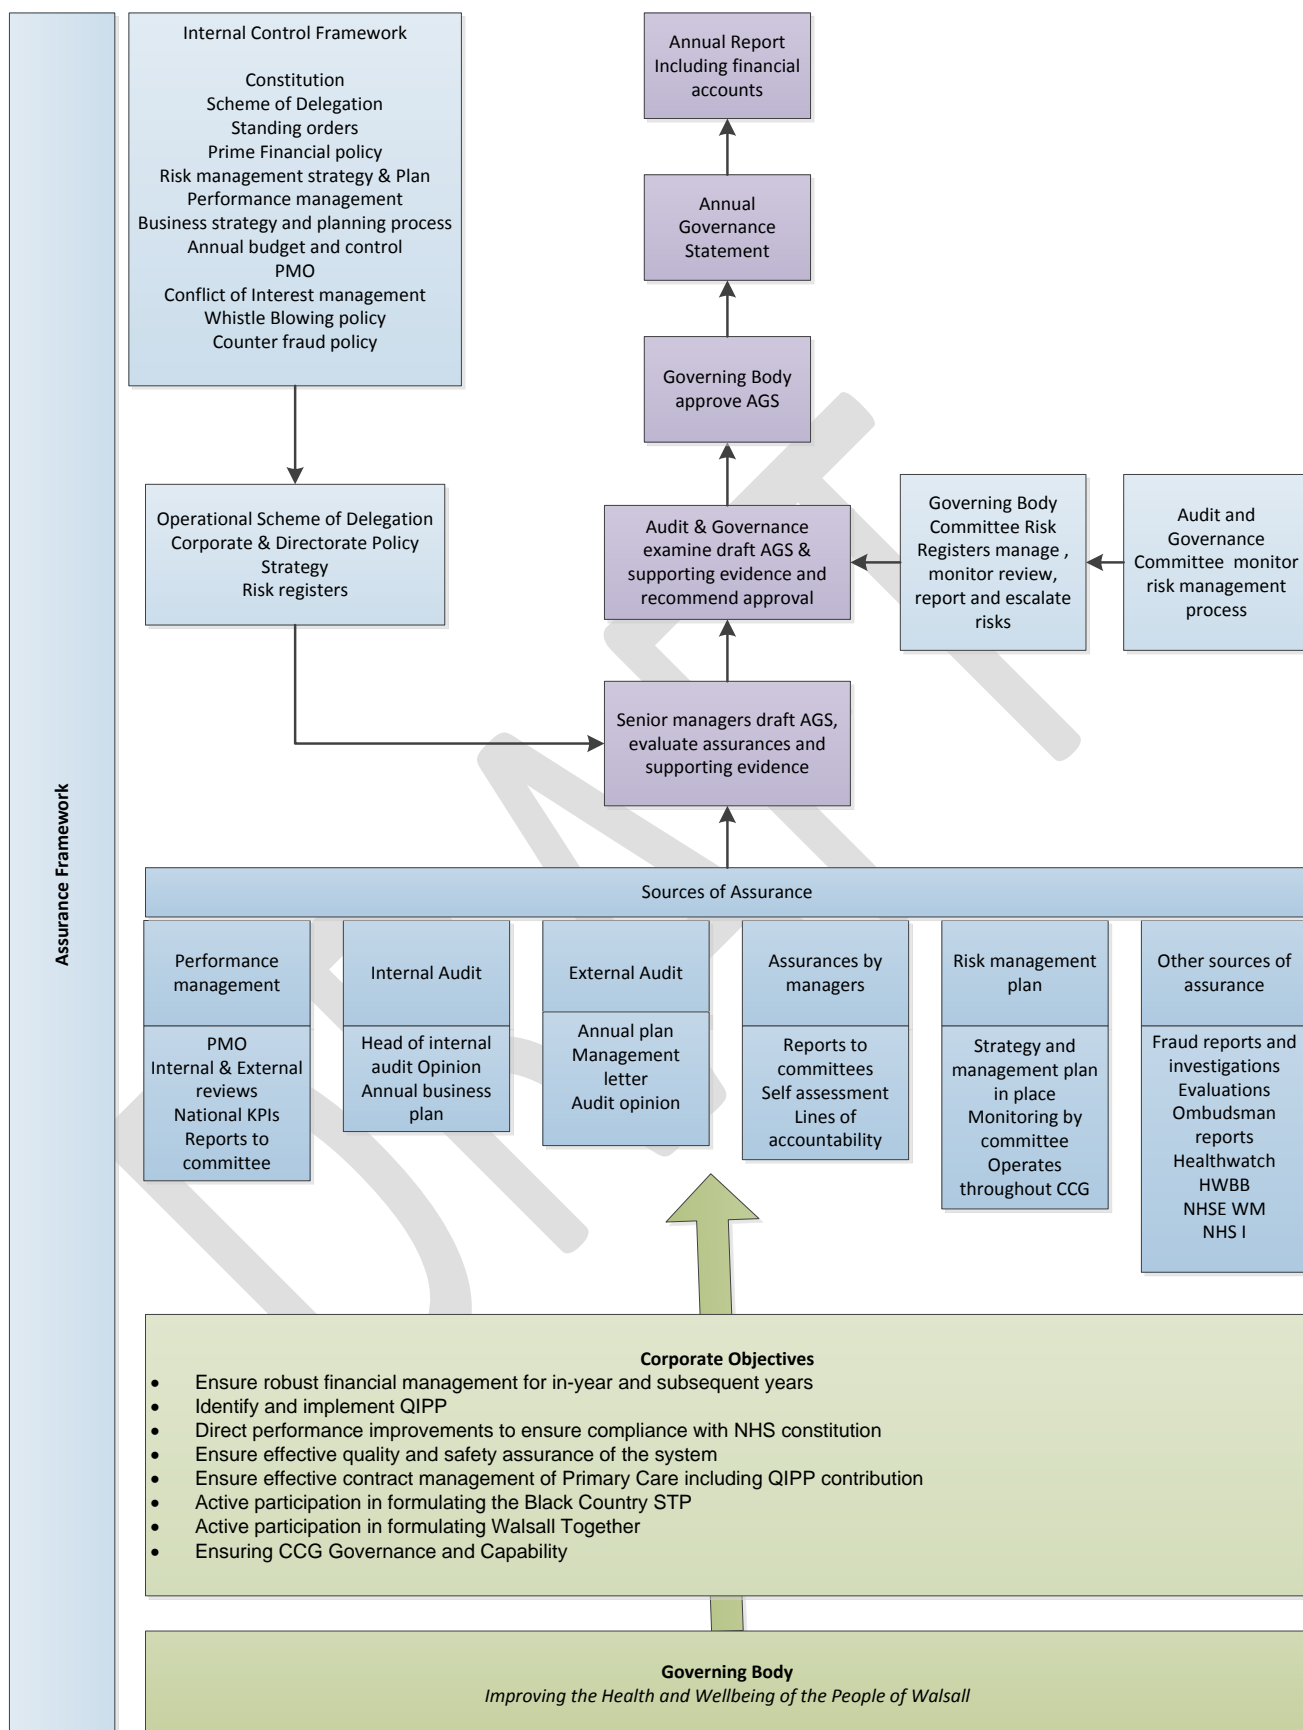 Assurance Framework
Internal Control Framework
Constitution
Scheme of Delegation
Standing orders
Prime Financial policy
Risk management strategy & Plan
Performance management
Business strategy and planning process
Annual budget and control
PMO
Conflict of Interest management
Whistle Blowing policy
Counter fraud policy
Operational Scheme of Delegation
Corporate & Directorate Policy
Strategy
Risk registers
Annual Report
Including financial
accounts
Annual
Governance
Statement
Governing Body
approve AGS
Audit & Governance
examine draft AGS &
supporting evidence and
recommend approval
Governing Body
Committee Risk
Registers manage ,
monitor review,
report and escalate
risks
Audit and
Governance
Committee  monitor
risk management
process
Senior managers draft AGS,
evaluate assurances and
supporting evidence
Sources of Assurance
Performance
management
PMO
Internal & External
reviews
National KPIs
Reports to
committee
Internal Audit
Head of internal
audit Opinion
Annual business
plan
External Audit
Annual plan
Management
letter
Audit opinion
Assurances by
managers
Reports to
committees
Self assessment
Lines of
accountability
Risk management
plan
Strategy and
management plan
in place
Monitoring by
committee
Operates
throughout CCG
Other sources of
assurance
Fraud reports and
investigations
Evaluations
Ombudsman
reports
Healthwatch
HWBB
NHSE WM
NHS I
Corporate Objectives
• Ensure robust financial management for in-year and subsequent years
• Identify and implement QIPP
• Direct performance improvements to ensure compliance with NHS constitution
• Ensure effective quality and safety assurance of the system
• Ensure effective contract management of Primary Care including QIPP contribution
• Active participation in formulating the Black Country STP
• Active participation in formulating Walsall Together
• Ensuring CCG Governance and Capability
Governing Body
Improving the Health and Wellbeing of the People of Walsall
DRAFT